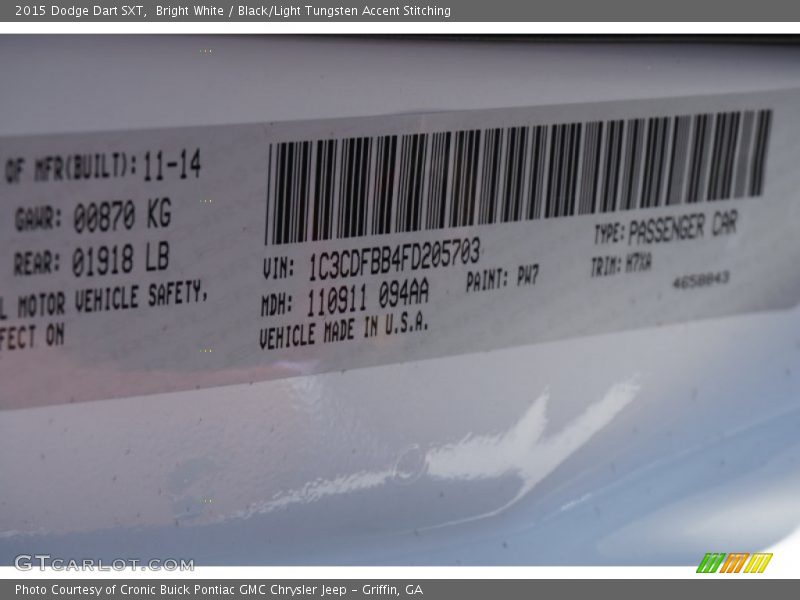 2015 Dodge Dart SXT,  Bright White / Black/Light Tungsten Accent Stitching
OF MFR(BUILT): 11-14
GAWR: 00870 KG
REAR: 01918 LB
L MOTOR VEHICLE SAFETY,
FECT ON
VIN: 1C3CDFBB4FD205703
TYPE: PASSENGER CAR
MDH: 110911 094AA
PAINT: PW7
TRIM: H7XA
VEHICLE MADE IN U.S.A.
4658843
GTCARLOT.COM
Photo Courtesy of Cronic Buick Pontiac GMC Chrysler Jeep - Griffin, GA